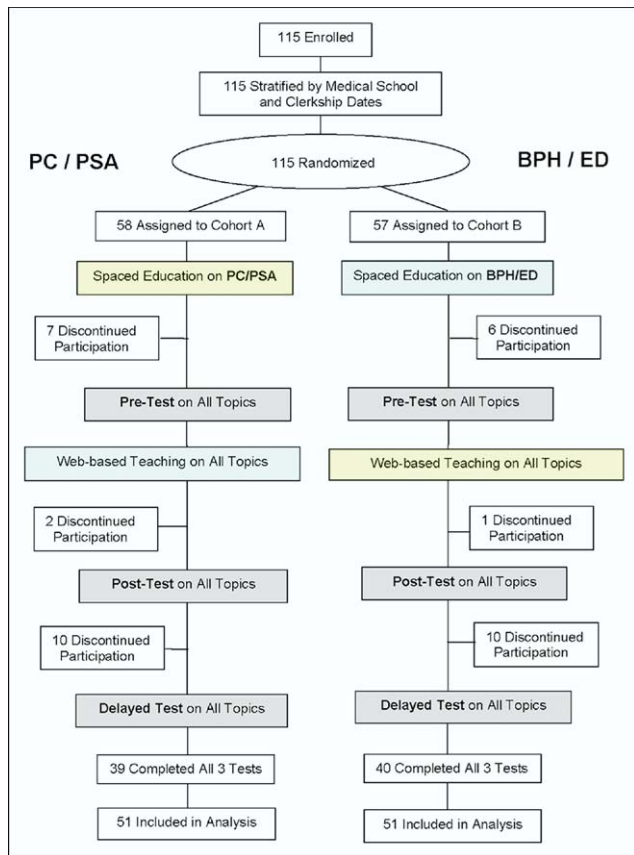 115 Enrolled
115 Stratified by Medical School
and Clerkship Dates
PC / PSA
115 Randomized
BPH / ED
58 Assigned to Cohort A
57 Assigned to Cohort B
Spaced Education on PC/PSA
Spaced Education on BPH/ED
7 Discontinued
Participation
6 Discontinued
Participation
Pre-Test on All Topics
Pre-Test on All Topics
Web-based Teaching on All Topics
Web-based Teaching on All Topics
2 Discontinued
Participation
1 Discontinued
Participation
Post-Test on All Topics
Post-Test on All Topics
10 Discontinued
Participation
10 Discontinued
Participation
Delayed Test on All Topics
Delayed Test on All Topics
39 Completed All 3 Tests
40 Completed All 3 Tests
51 Included in Analysis
51 Included in Analysis